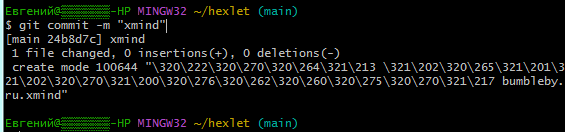 Евгений@▒▒▒▒▒▒▒-HP MINGW32 ~/hexlet (main)
$ git commit -m "xmind"
[main 24b8d7c] xmind
1 file changed, 0 insertions(+), 0 deletions(-)
create mode 100644 "\320\222\320\270\320\264\321\213 \321\202\320\265\321\201\3
21\202\320\270\321\200\320\276\320\262\320\260\320\275\320\270\321\217 bumbleby.
ru.xmind"
Евгений@▒▒▒▒▒▒▒-HP MINGW32 ~/hexlet (main)